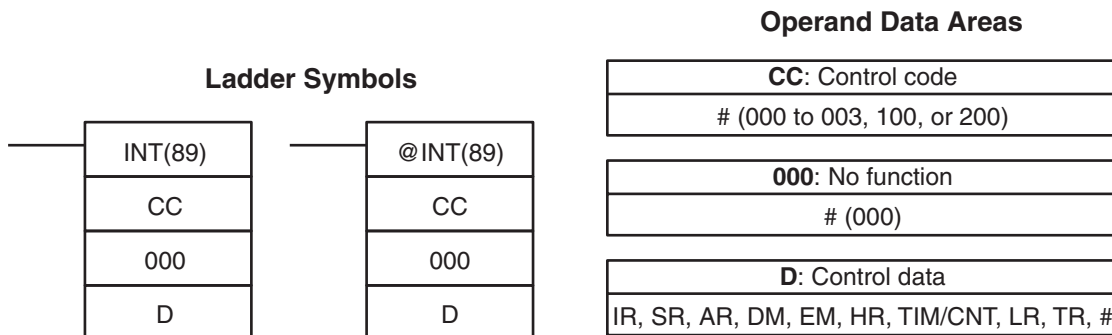 Operand Data Areas
Ladder Symbols
CC: Control code
# (000 to 003, 100, or 200)
INT(89)
@INT(89)
000: No function
CC
CC
# (000)
000
000
D: Control data
D
D
IR, SR, AR, DM, EM, HR, TIM/CNT, LR, TR, #